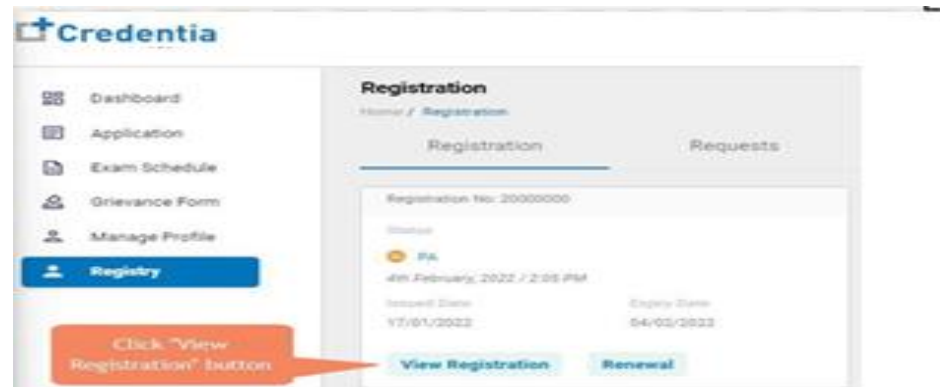 Credentia
Dashboard
Application
Exam Schedule
Grievance Form
Manage Profile
Registry
Registration
Home / Registration
Registration Requests
Registration No: 20000000
Status
PA
4th February, 2022 / 2:05 PM
Issued Date Expiry Date
17/01/2022 04/02/2022
Click "View
Registration" button
View Registration Renewal